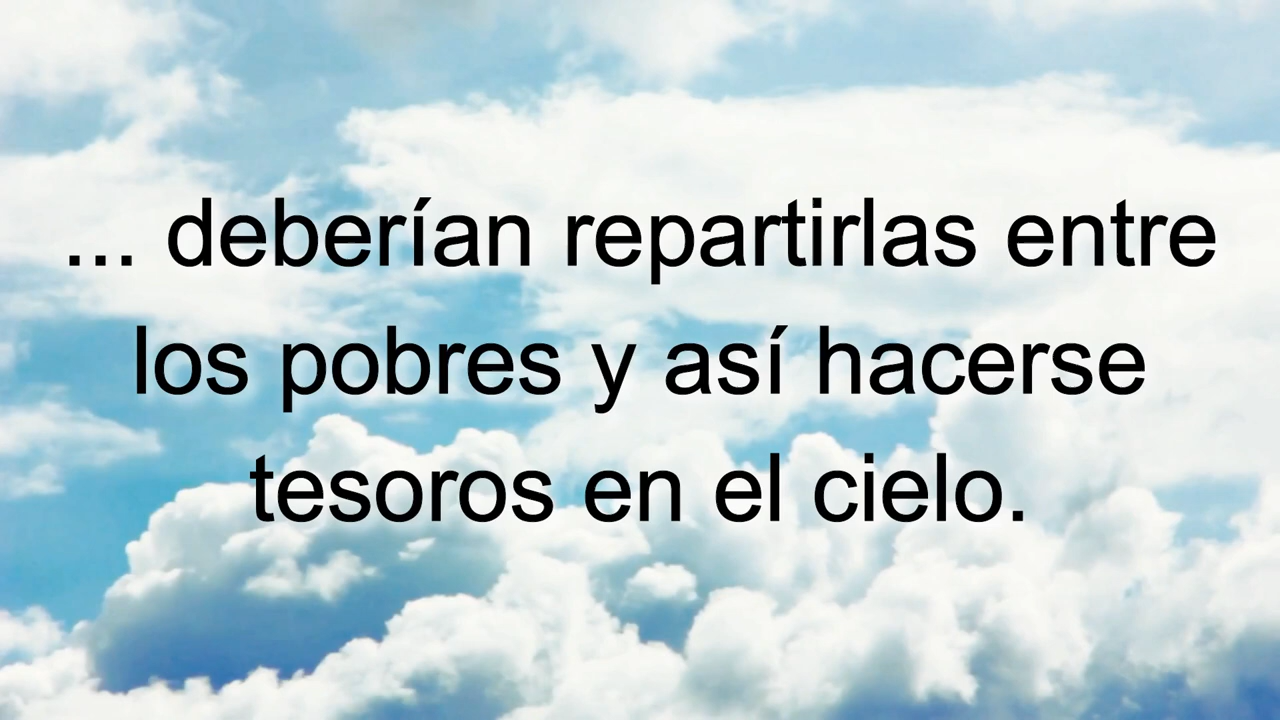 ... deberían repartirlas entre
los pobres y así hacerse
tesoros en el cielo.